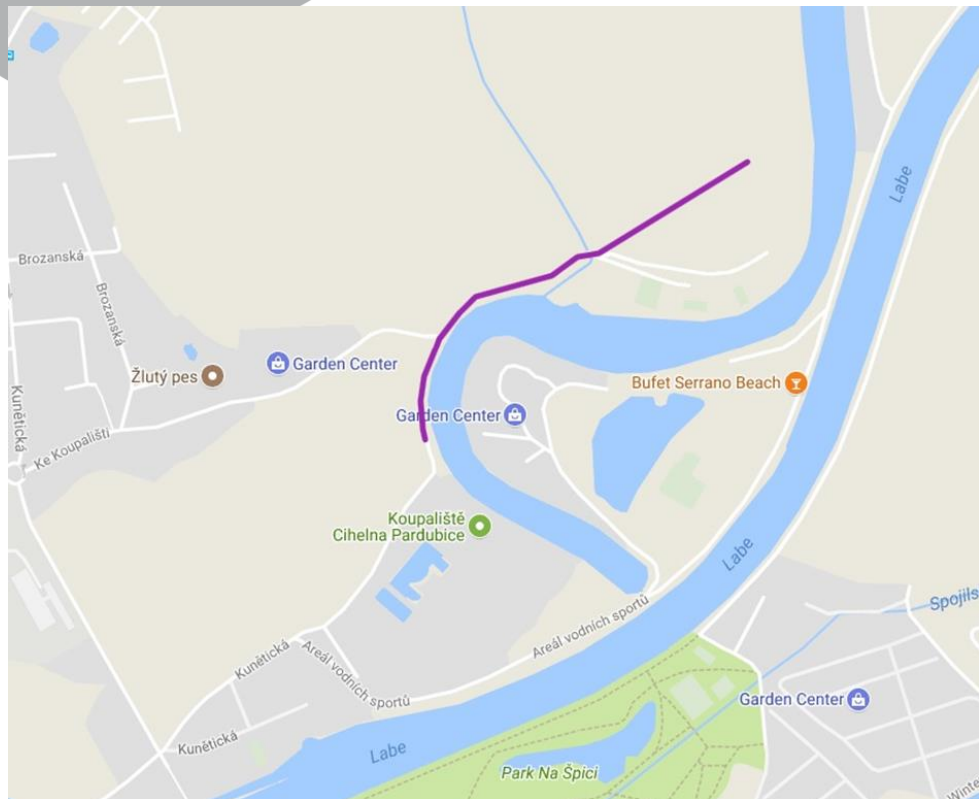 Labe
Brozanská
Brozanská
Garden Center
Žlutý pes
Bufet Serrano Beach
Kunětická
Garden Center
Ke Koupališti
Koupaliště
Cihelna Pardubice
Labe
Areál vodních sportů
Kunětická
Areál vodních sportů
Garden Center
Kunětická
Labe
Park Na Špici